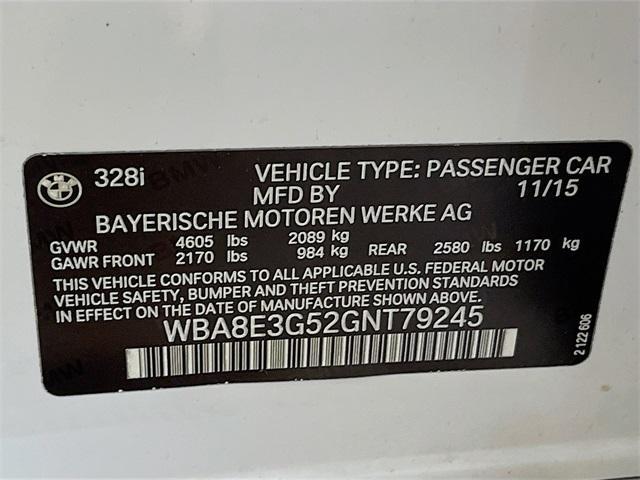 328i VEHICLE TYPE: PASSENGER CAR
MFD BY 11/15
BAYERISCHE MOTOREN WERKE AG
GVWR 4605 lbs 2089 kg
GAWR FRONT 2170 lbs 984 kg REAR 2580 lbs 1170 kg
THIS VEHICLE CONFORMS TO ALL APPLICABLE U.S. FEDERAL MOTOR
VEHICLE SAFETY, BUMPER AND THEFT PREVENTION STANDARDS
IN EFFECT ON THE DATE OF MANUFACTURE SHOWN ABOVE.
WBA8E3G52GNT79245
2 122 606